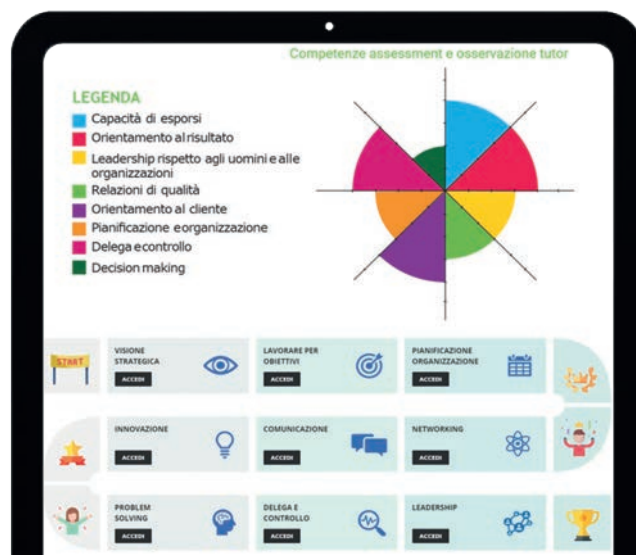 Competenze assessment e osservazione tutor
LEGENDA
Capacità di esporsi
Orientamento al risultato
Leadership rispetto agli uomini e alle
organizzazioni
Relazioni di qualità
Orientamento al cliente
Pianificazione e organizzazione
Delega e controllo
Decision making
START
VISIONE
STRATEGICA
ACCEDI
LAVORARE PER
OBIETTIVI
ACCEDI
PIANIFICAZIONE
ORGANIZZAZIONE
ACCEDI
INNOVAZIONE
ACCEDI
COMUNICAZIONE
ACCEDI
NETWORKING
ACCEDI
PROBLEM
SOLVING
ACCEDI
DELEGA E
CONTROLLO
ACCEDI
LEADERSHIP
ACCEDI